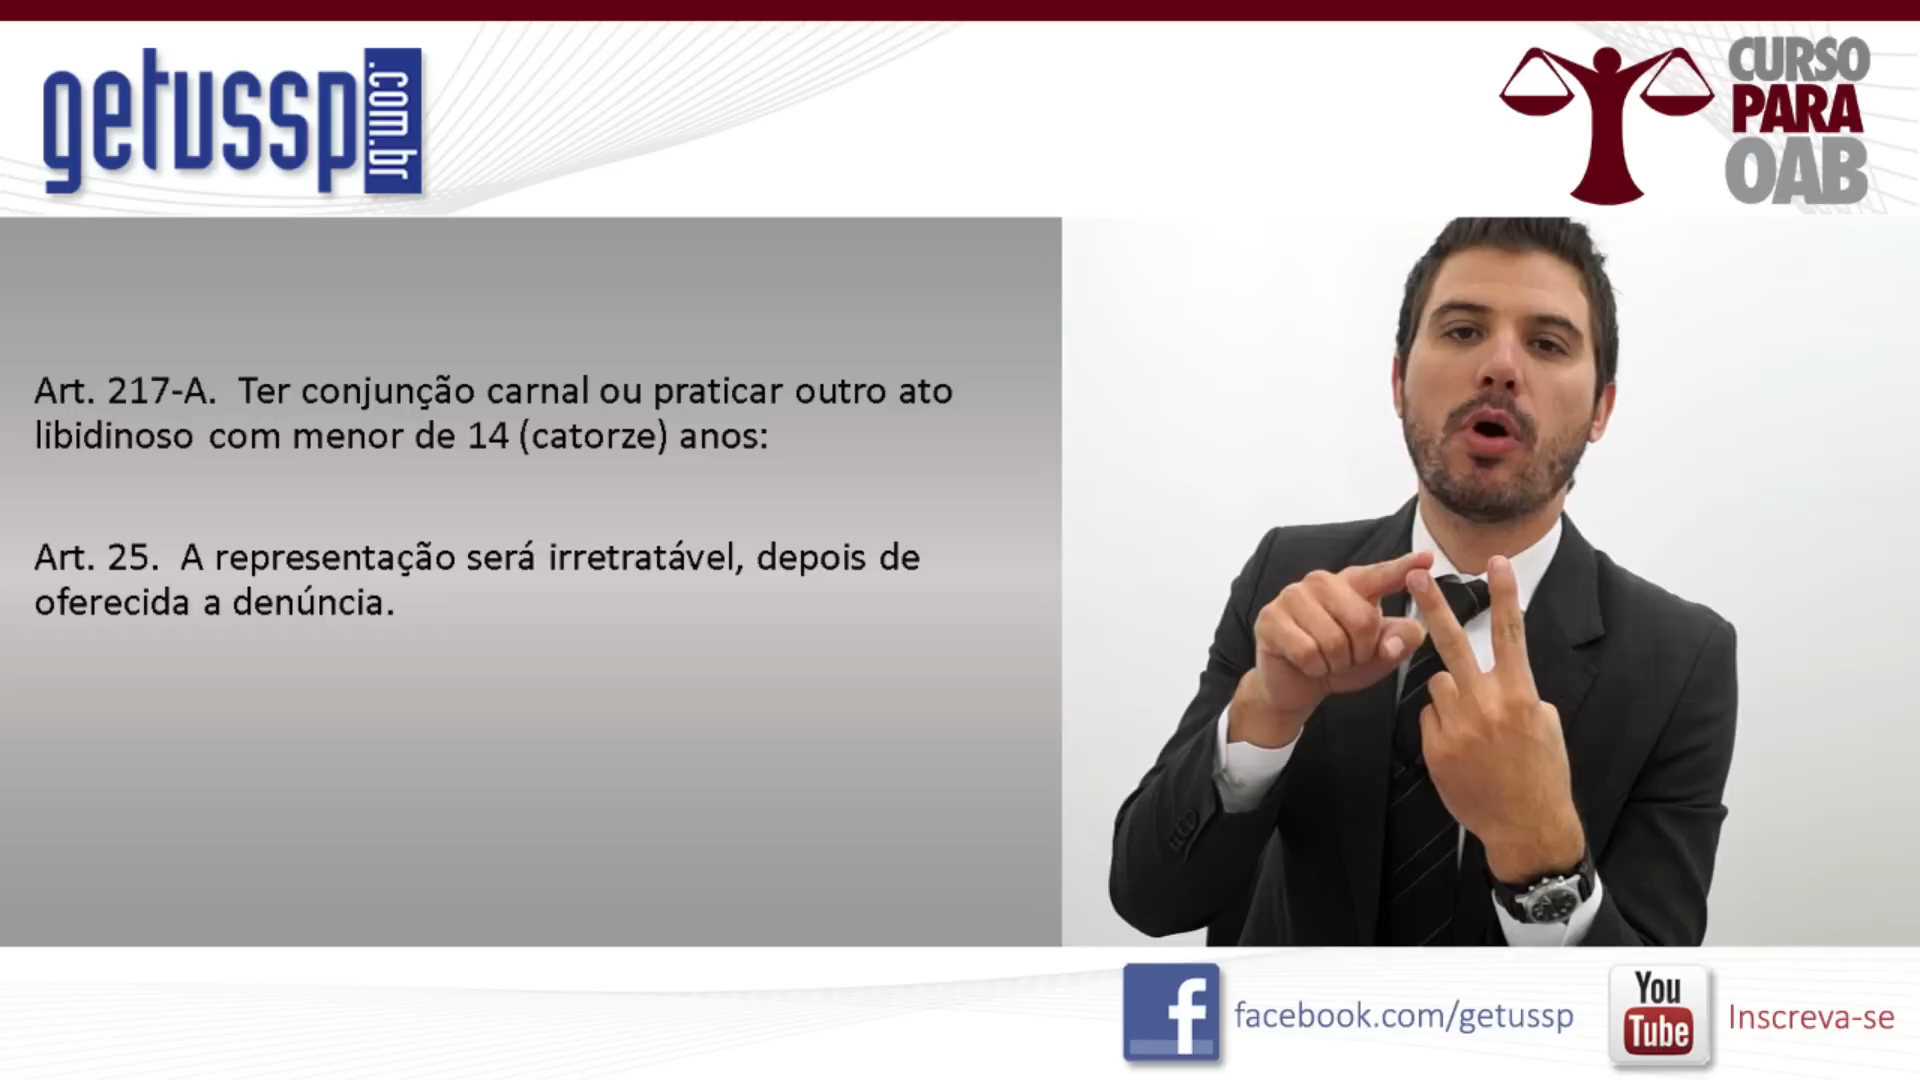 getussp.com.br
CURSO
PARA
OAB
Art. 217-A.  Ter conjunção carnal ou praticar outro ato
libidinoso com menor de 14 (catorze) anos:
Art. 25.  A representação será irretratável, depois de
oferecida a denúncia.
f
facebook.com/getussp
You
Tube
Inscreva-se